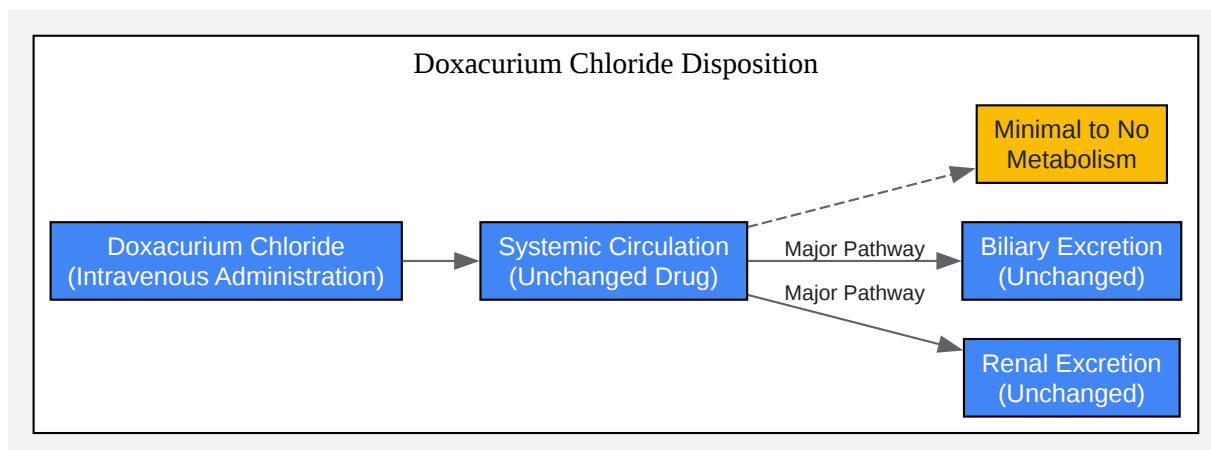 Doxacurium Chloride Disposition
Doxacurium Chloride
(Intravenous Administration)
Systemic Circulation
(Unchanged Drug)
Minimal to No
Metabolism
Major Pathway
Biliary Excretion
(Unchanged)
Major Pathway
Renal Excretion
(Unchanged)